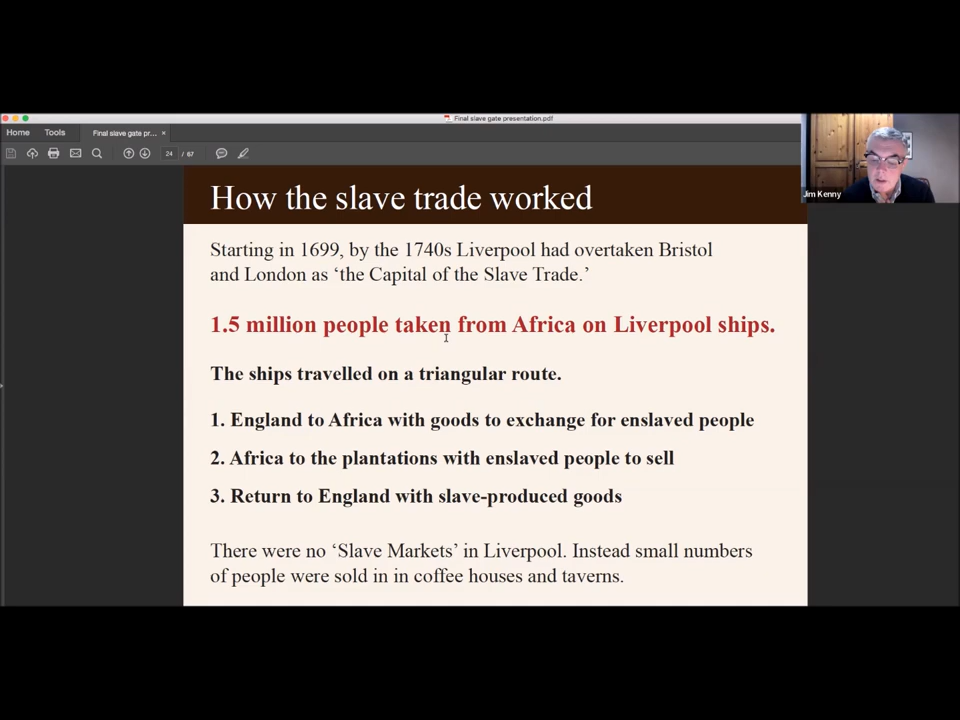 Final slave gate presentation.pdf
Home
Tools
Final slave gate pr... ×
24 / 67
Jim Kenny
How the slave trade worked
Starting in 1699, by the 1740s Liverpool had overtaken Bristol
and London as ‘the Capital of the Slave Trade.’
1.5 million people taken from Africa on Liverpool ships.
The ships travelled on a triangular route.
1. England to Africa with goods to exchange for enslaved people
2. Africa to the plantations with enslaved people to sell
3. Return to England with slave-produced goods
There were no ‘Slave Markets’ in Liverpool. Instead small numbers
of people were sold in in coffee houses and taverns.